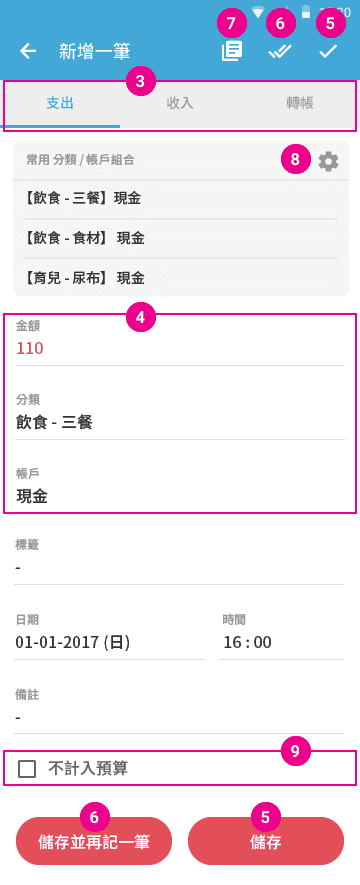 7 6 5
新增一筆
3
支出 收入 轉帳
常用 分類 / 帳戶組合 8
【飲食 - 三餐】現金
【飲食 - 食材】 現金
【育兒 - 尿布】 現金
4
金額
110
分類
飲食 - 三餐
帳戶
現金
標籤
-
日期 時間
01-01-2017 (日) 16 : 00
備註
-
9
不計入預算
6 5
儲存並再記一筆 儲存